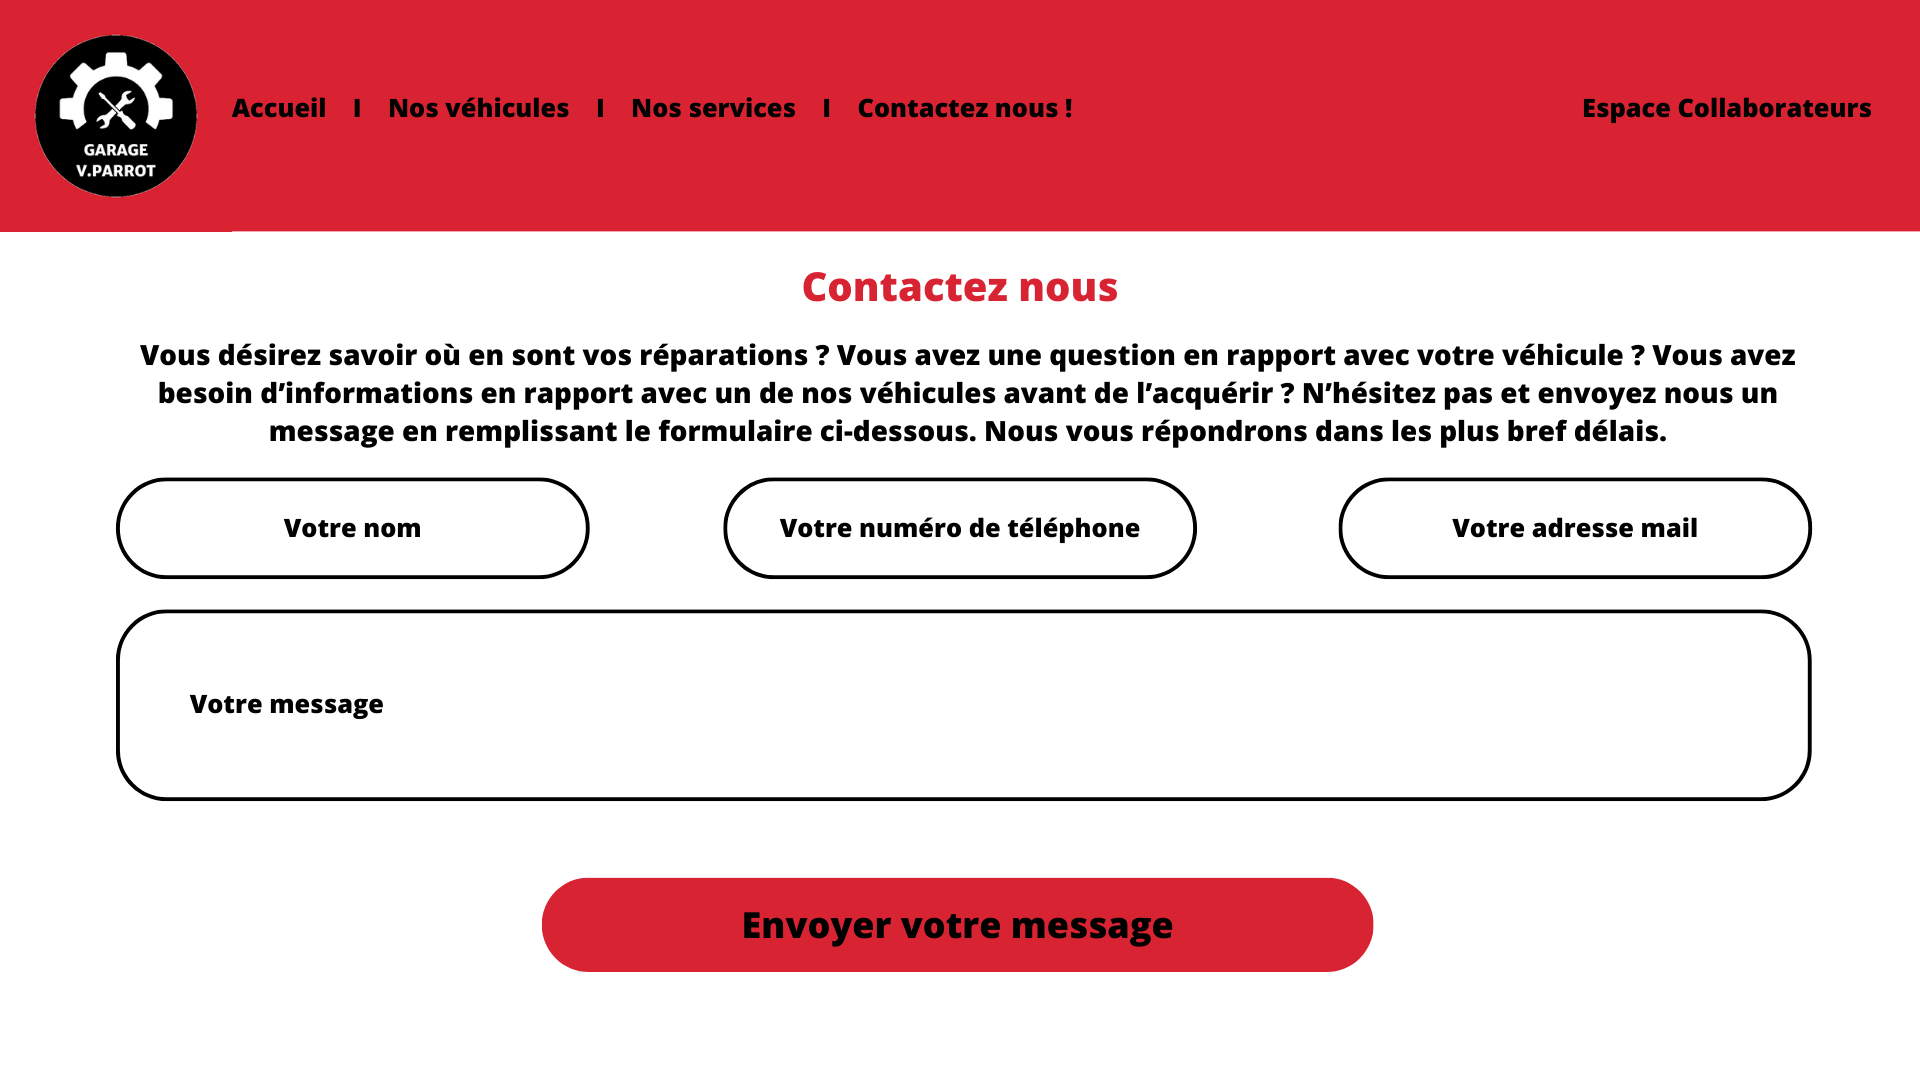 GARAGE
V.PARROT
Accueil I Nos véhicules I Nos services I Contactez nous !
Espace Collaborateurs
Contactez nous
Vous désirez savoir où en sont vos réparations ? Vous avez une question en rapport avec votre véhicule ? Vous avez
besoin d’informations en rapport avec un de nos véhicules avant de l’acquérir ? N’hésitez pas et envoyez nous un
message en remplissant le formulaire ci-dessous. Nous vous répondrons dans les plus bref délais.
Votre nom
Votre numéro de téléphone
Votre adresse mail
Votre message
Envoyer votre message